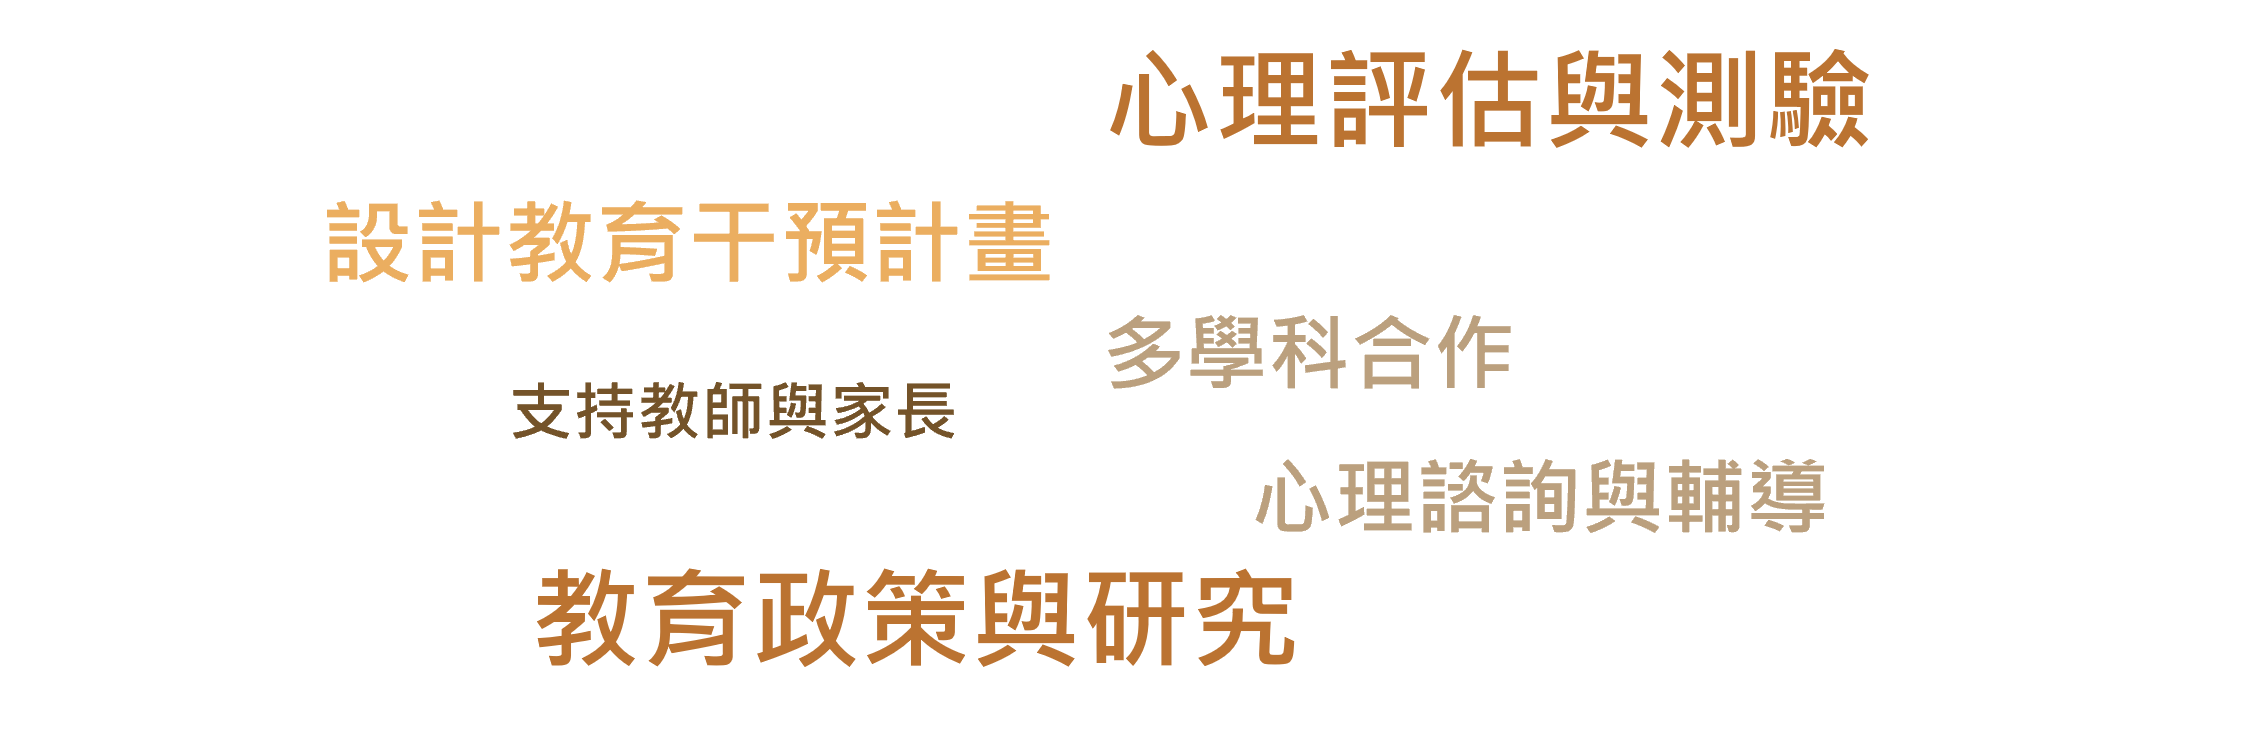 心理評估與測驗
設計教育干預計畫
多學科合作
支持教師與家長
心理諮詢與輔導
教育政策與研究